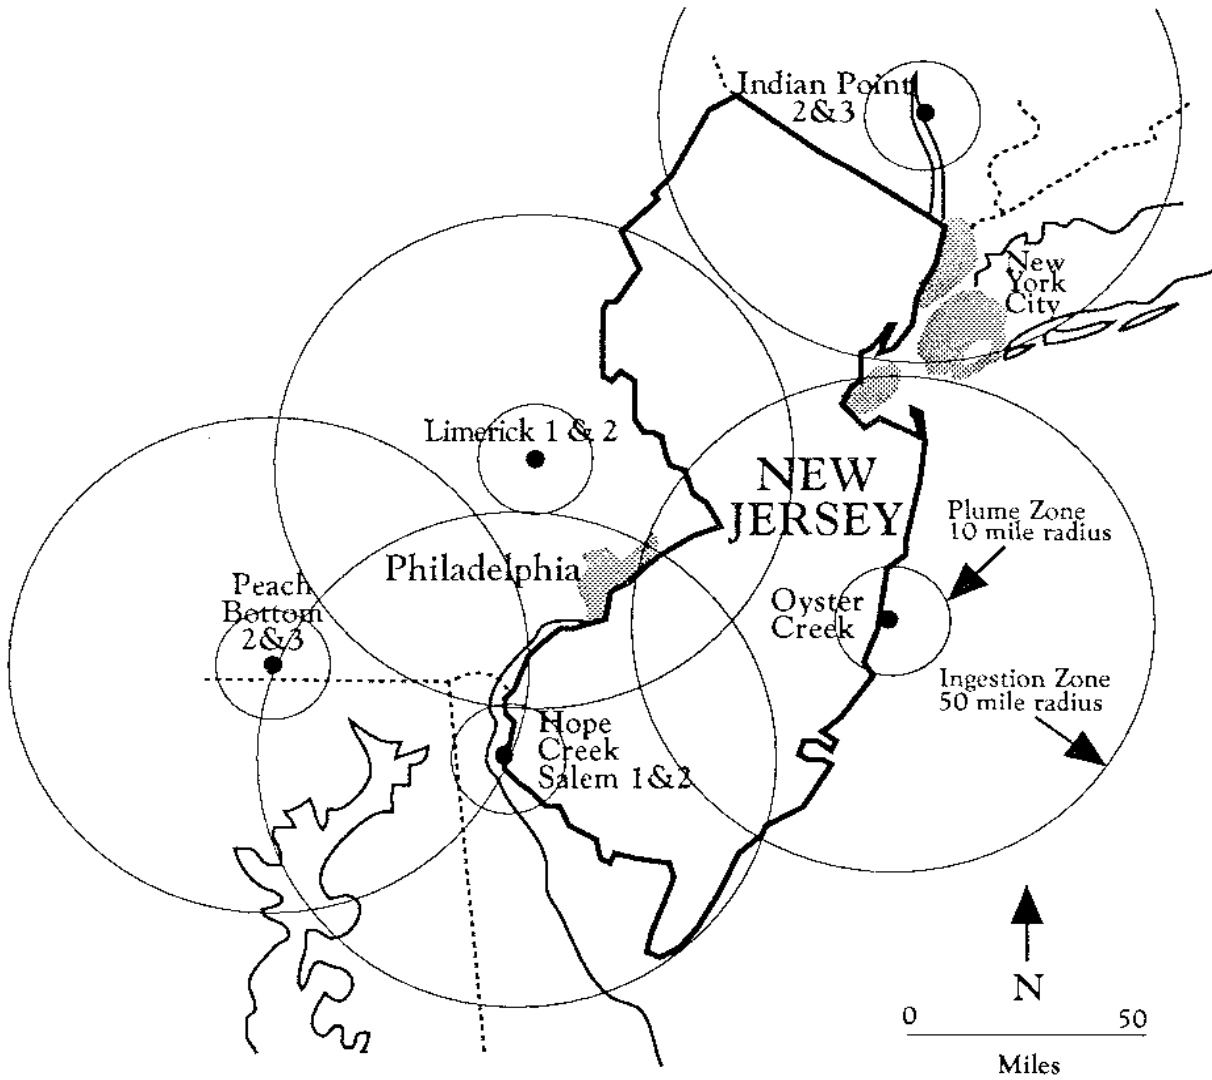 Indian Point
2&3
New
York
City
Limerick 1 & 2
NEW
JERSEY
Plume Zone
10 mile radius
Philadelphia
Peach
Bottom
2&3
Oyster
Creek
Ingestion Zone
50 mile radius
Hope
Creek
Salem 1&2
N
0 50
Miles